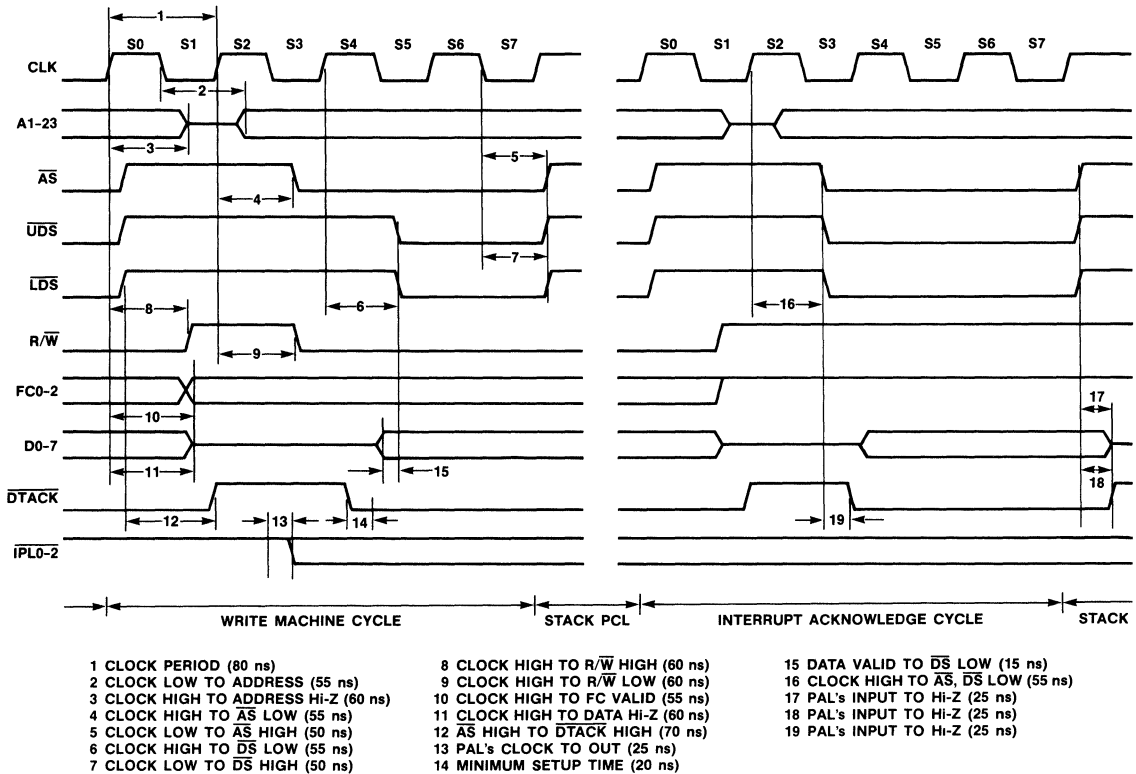 1
S0 S1 S2 S3 S4 S5 S6 S7 S0 S1 S2 S3 S4 S5 S6 S7
CLK
2
A1-23
3 5
AS
4
UDS
7
LDS
8 6 16
R/W
9
FC0-2
10 17
D0-7
11 15 18
DTACK
12 13 14 19
IPL0-2
WRITE MACHINE CYCLE STACK PCL INTERRUPT ACKNOWLEDGE CYCLE STACK
1 CLOCK PERIOD (80 ns)
2 CLOCK LOW TO ADDRESS (55 ns)
3 CLOCK HIGH TO ADDRESS Hi-Z (60 ns)
4 CLOCK HIGH TO AS LOW (55 ns)
5 CLOCK LOW TO AS HIGH (50 ns)
6 CLOCK HIGH TO DS LOW (55 ns)
7 CLOCK LOW TO DS HIGH (50 ns)
8 CLOCK HIGH TO R/W HIGH (60 ns)
9 CLOCK HIGH TO R/W LOW (60 ns)
10 CLOCK HIGH TO FC VALID (55 ns)
11 CLOCK HIGH TO DATA Hi-Z (60 ns)
12 AS HIGH TO DTACK HIGH (70 ns)
13 PAL's CLOCK TO OUT (25 ns)
14 MINIMUM SETUP TIME (20 ns)
15 DATA VALID TO DS LOW (15 ns)
16 CLOCK HIGH TO AS, DS LOW (55 ns)
17 PAL's INPUT TO Hi-Z (25 ns)
18 PAL's INPUT TO Hi-Z (25 ns)
19 PAL's INPUT TO Hi-Z (25 ns)